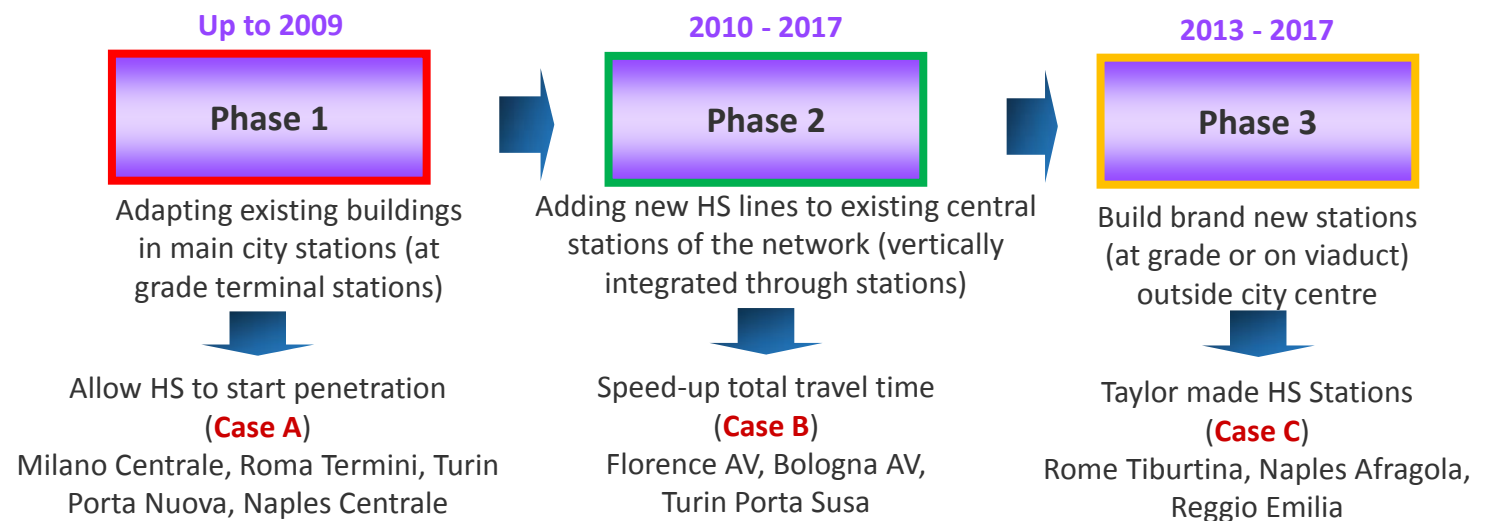 Up to 2009
Phase 1
Adapting existing buildings
in main city stations (at
grade terminal stations)
Allow HS to start penetration
(Case A)
Milano Centrale, Roma Termini, Turin
Porta Nuova, Naples Centrale
2010 - 2017
Phase 2
Adding new HS lines to existing central
stations of the network (vertically
integrated through stations)
Speed-up total travel time
(Case B)
Florence AV, Bologna AV,
Turin Porta Susa
2013 - 2017
Phase 3
Build brand new stations
(at grade or on viaduct)
outside city centre
Taylor made HS Stations
(Case C)
Rome Tiburtina, Naples Afragola,
Reggio Emilia